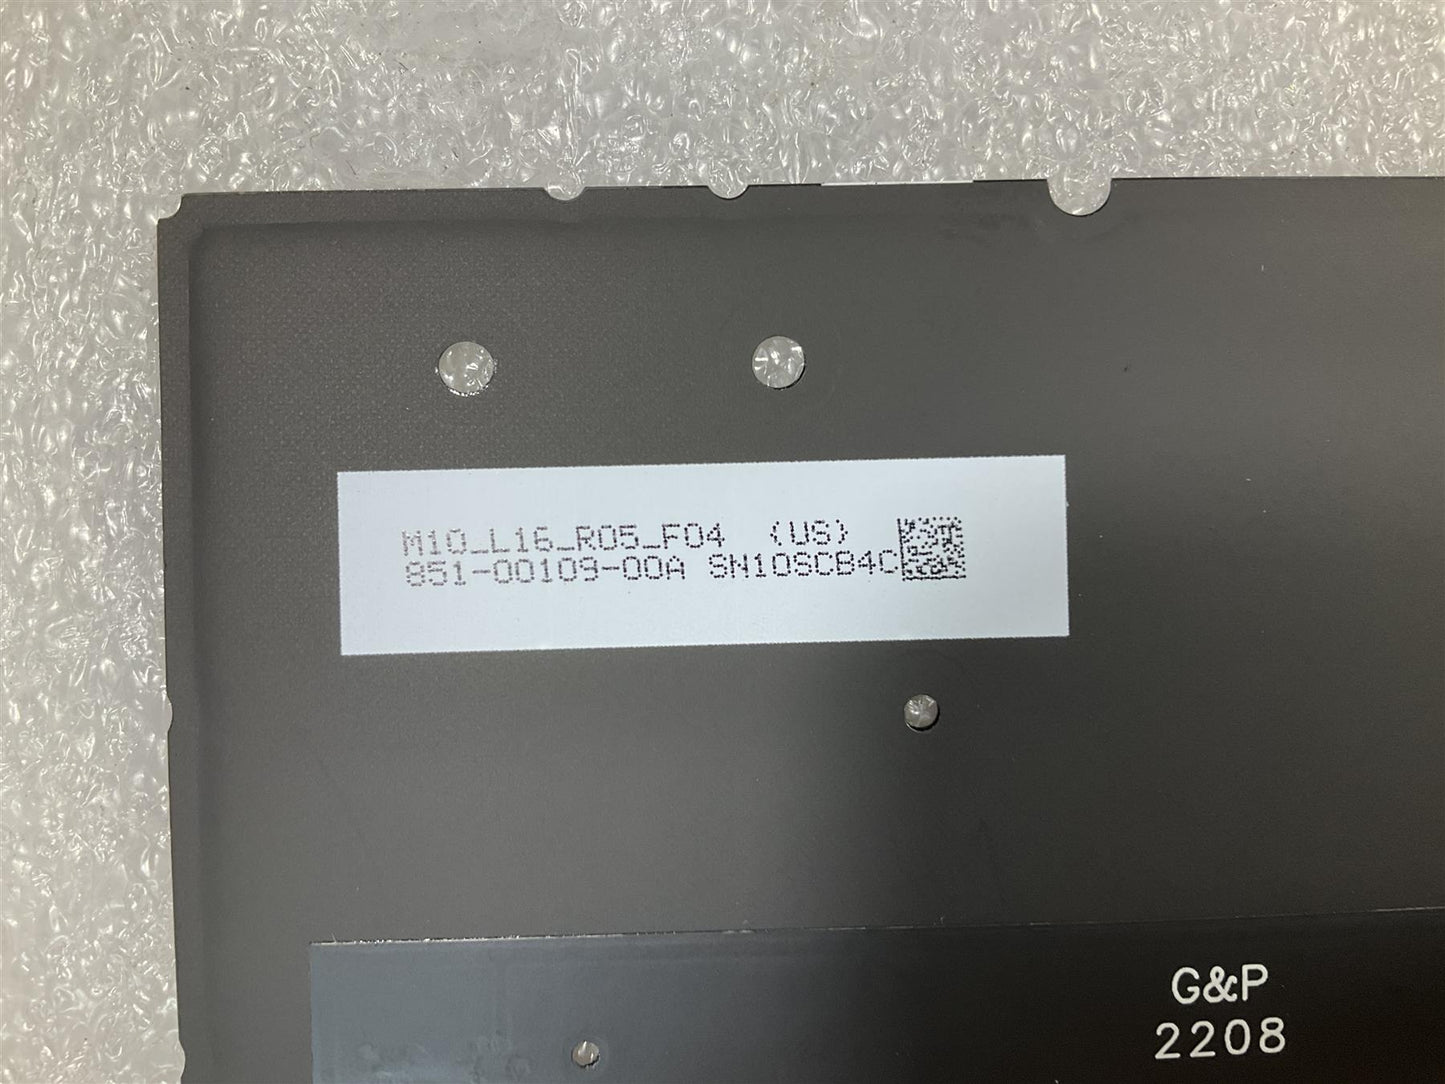 M10_L16_R05_F04 (US)
851-00109-00A SN10SCB4C
G&P
2208